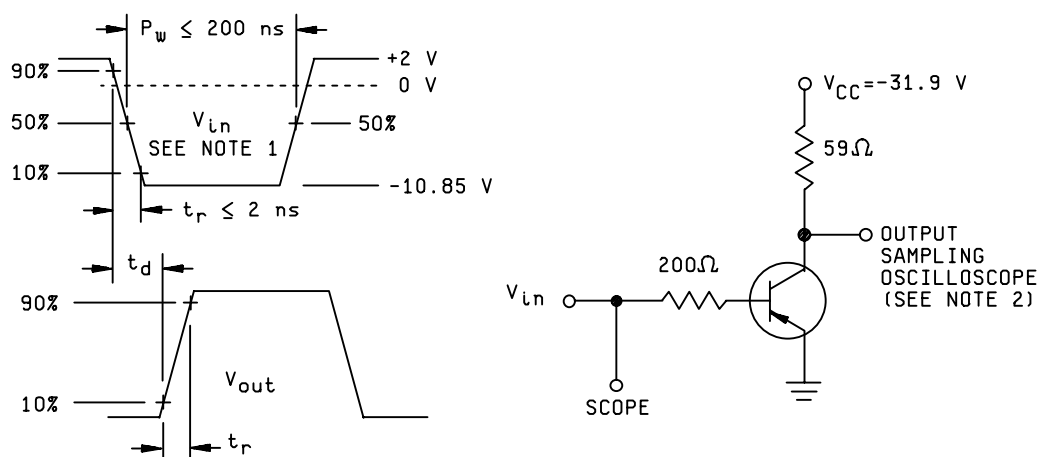 P_w ≤ 200 ns
+2 V
90%
0 V
50%
V_in
SEE NOTE 1
50%
10%
-10.85 V
t_r ≤ 2 ns
t_d
90%
V_out
10%
t_r
V_CC=-31.9 V
59Ω
OUTPUT
SAMPLING
OSCILLOSCOPE
(SEE NOTE 2)
200Ω
V_in
SCOPE